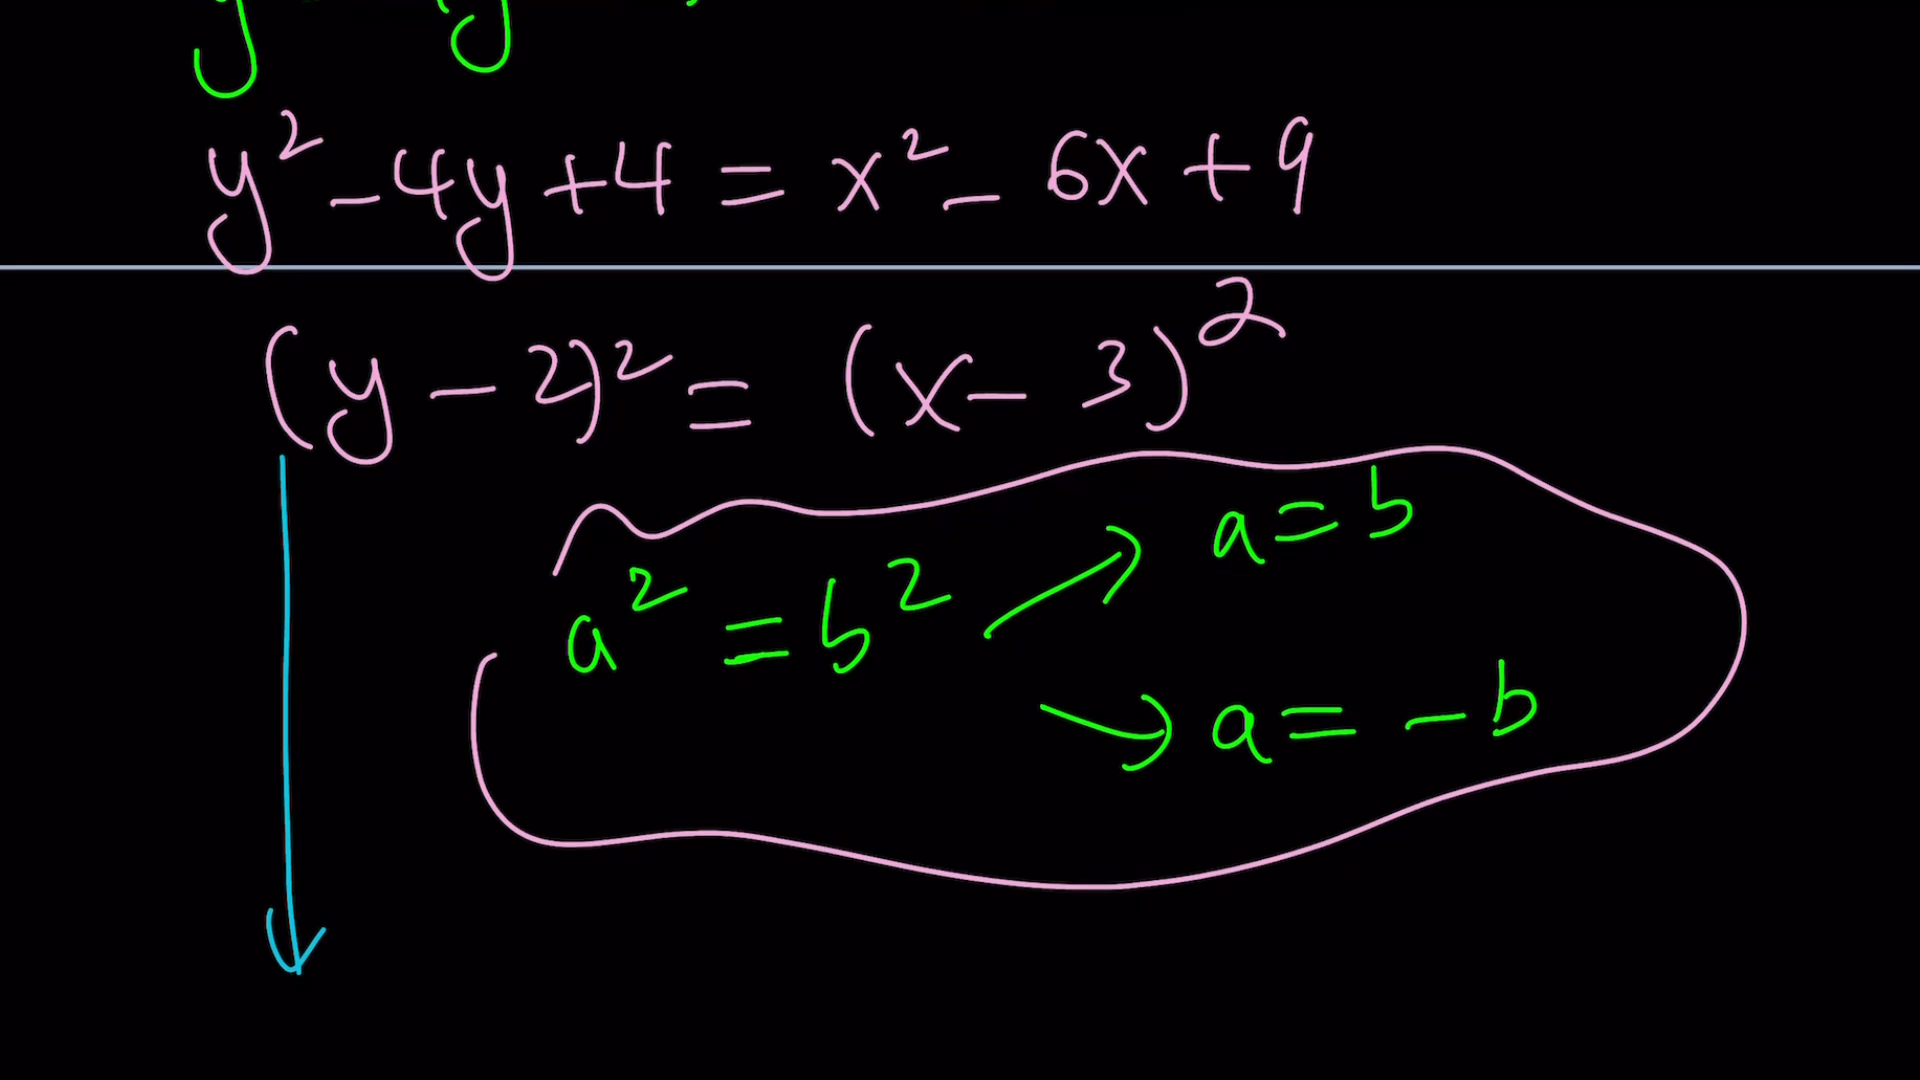 y² - 4y + 4 = x² - 6x + 9
(y - 2)² = (x - 3)²
a = b
a² = b²
a = -b